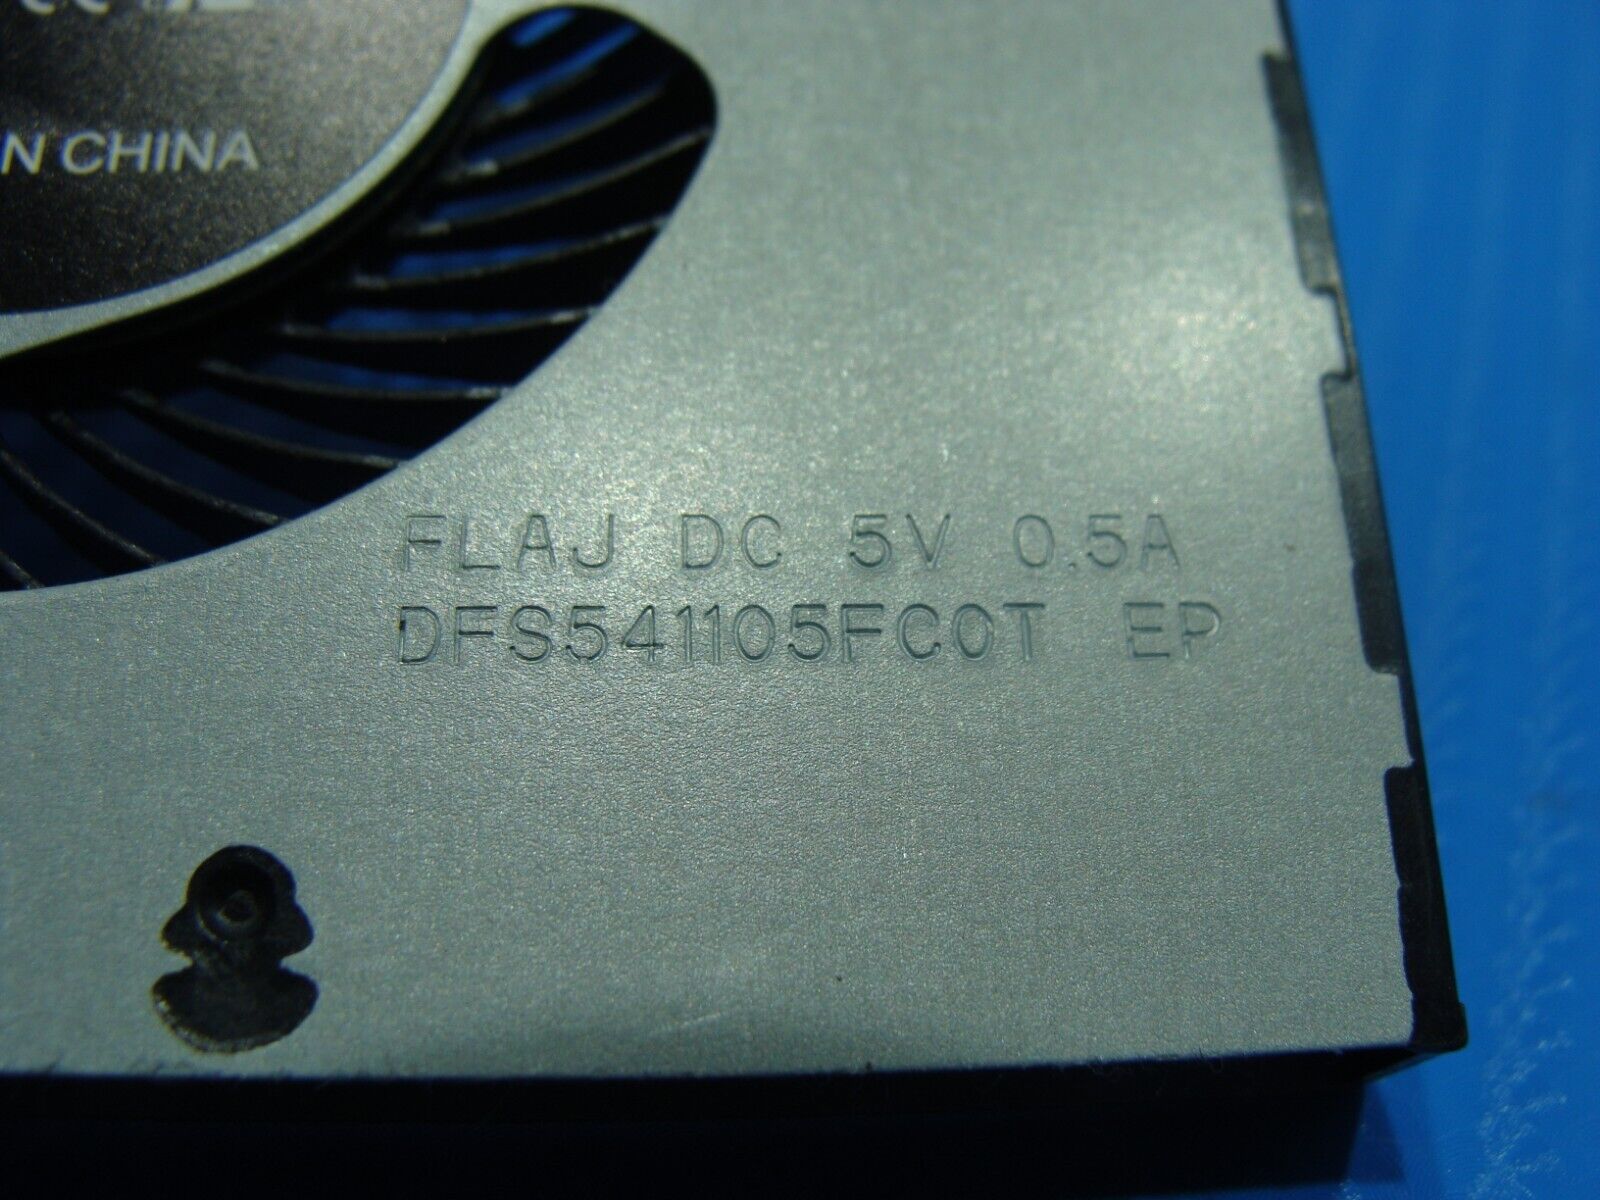 N CHINA
FLAJ DC 5V 0.5A
DFS541105FC0T EP